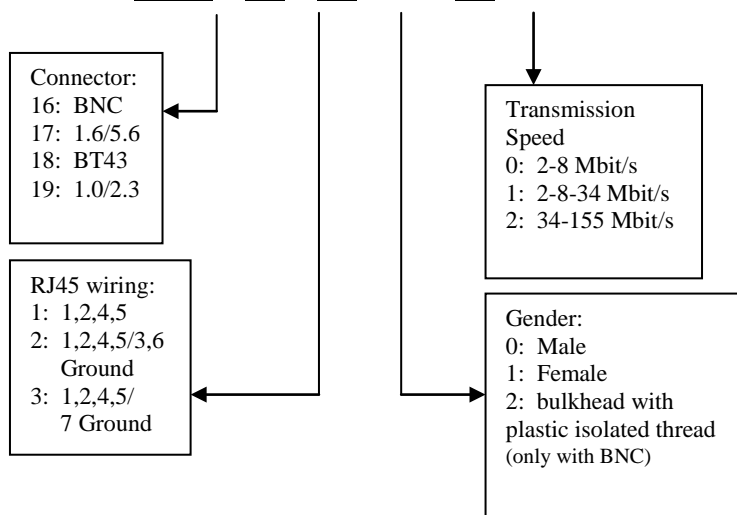 Connector:
16: BNC
17: 1.6/5.6
18: BT43
19: 1.0/2.3
Transmission
Speed
0: 2-8 Mbit/s
1: 2-8-34 Mbit/s
2: 34-155 Mbit/s
RJ45 wiring:
1: 1,2,4,5
2: 1,2,4,5/3,6
Ground
3: 1,2,4,5/
7 Ground
Gender:
0: Male
1: Female
2: bulkhead with
plastic isolated thread
(only with BNC)